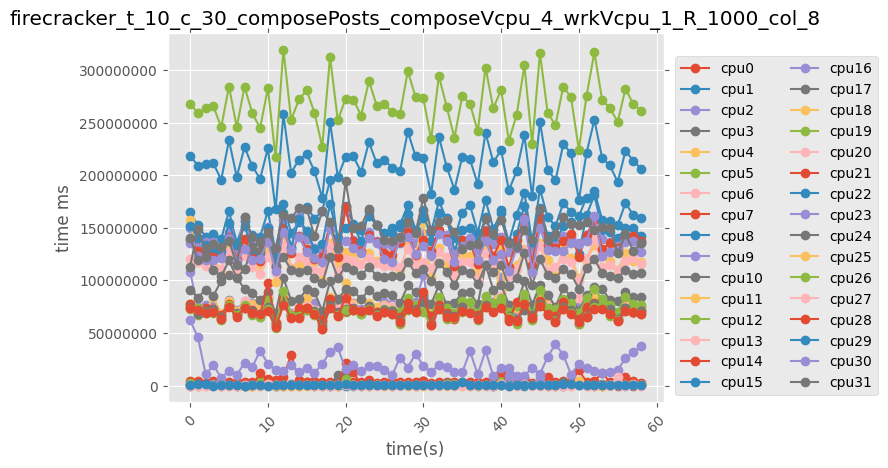 firecracker_t_10_c_30_composePosts_composeVcpu_4_wrkVcpu_1_R_1000_col_8
300000000
250000000
200000000
150000000
100000000
50000000
0
time ms
0 10 20 30 40 50 60
time(s)
cpu0 cpu16
cpu1 cpu17
cpu2 cpu18
cpu3 cpu19
cpu4 cpu20
cpu5 cpu21
cpu6 cpu22
cpu7 cpu23
cpu8 cpu24
cpu9 cpu25
cpu10 cpu26
cpu11 cpu27
cpu12 cpu28
cpu13 cpu29
cpu14 cpu30
cpu15 cpu31